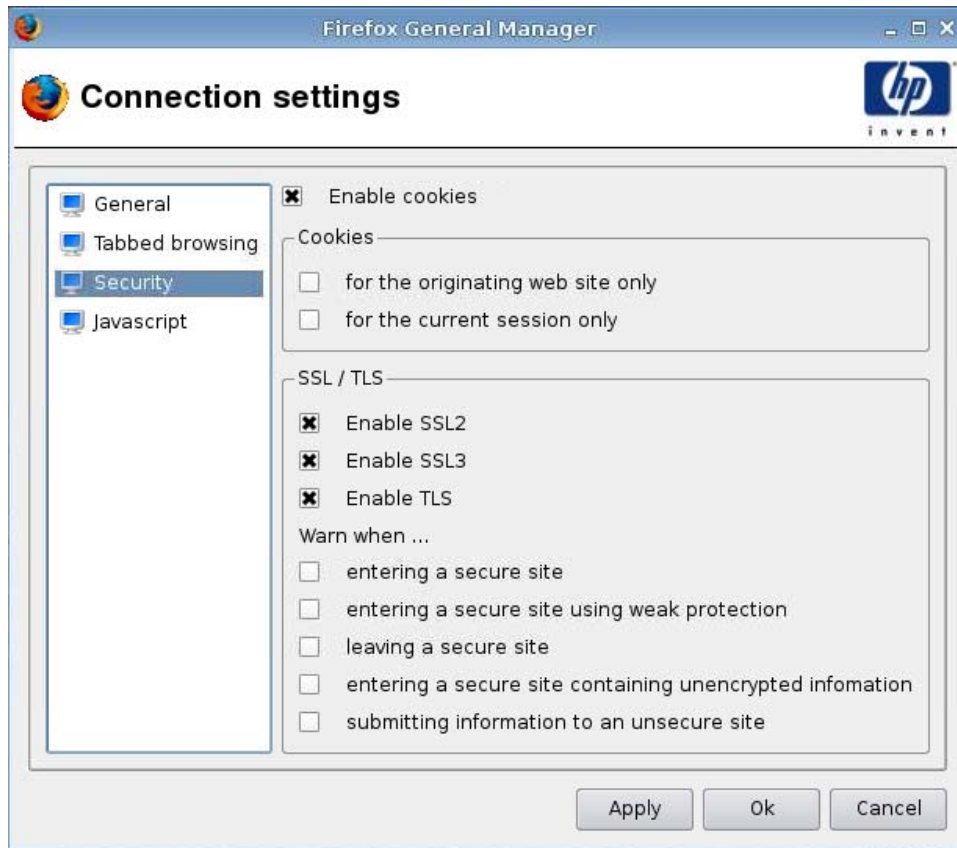 Firefox General Manager
Connection settings
hp
invent
General
Tabbed browsing
Security
Javascript
Enable cookies
Cookies
for the originating web site only
for the current session only
SSL / TLS
Enable SSL2
Enable SSL3
Enable TLS
Warn when ...
entering a secure site
entering a secure site using weak protection
leaving a secure site
entering a secure site containing unencrypted infomation
submitting information to an unsecure site
Apply
Ok
Cancel